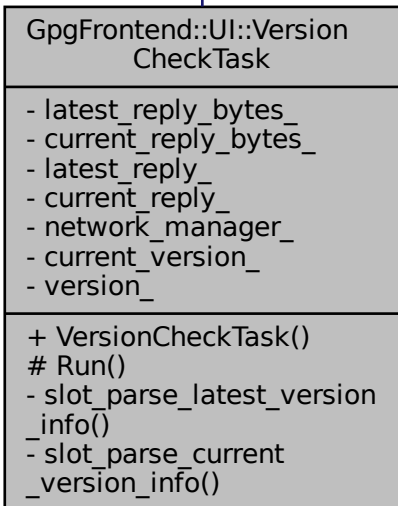 GpgFrontend::UI::Version
CheckTask
- latest_reply_bytes_
- current_reply_bytes_
- latest_reply_
- current_reply_
- network_manager_
- current_version_
- version_
+ VersionCheckTask()
# Run()
- slot_parse_latest_version
_info()
- slot_parse_current
_version_info()